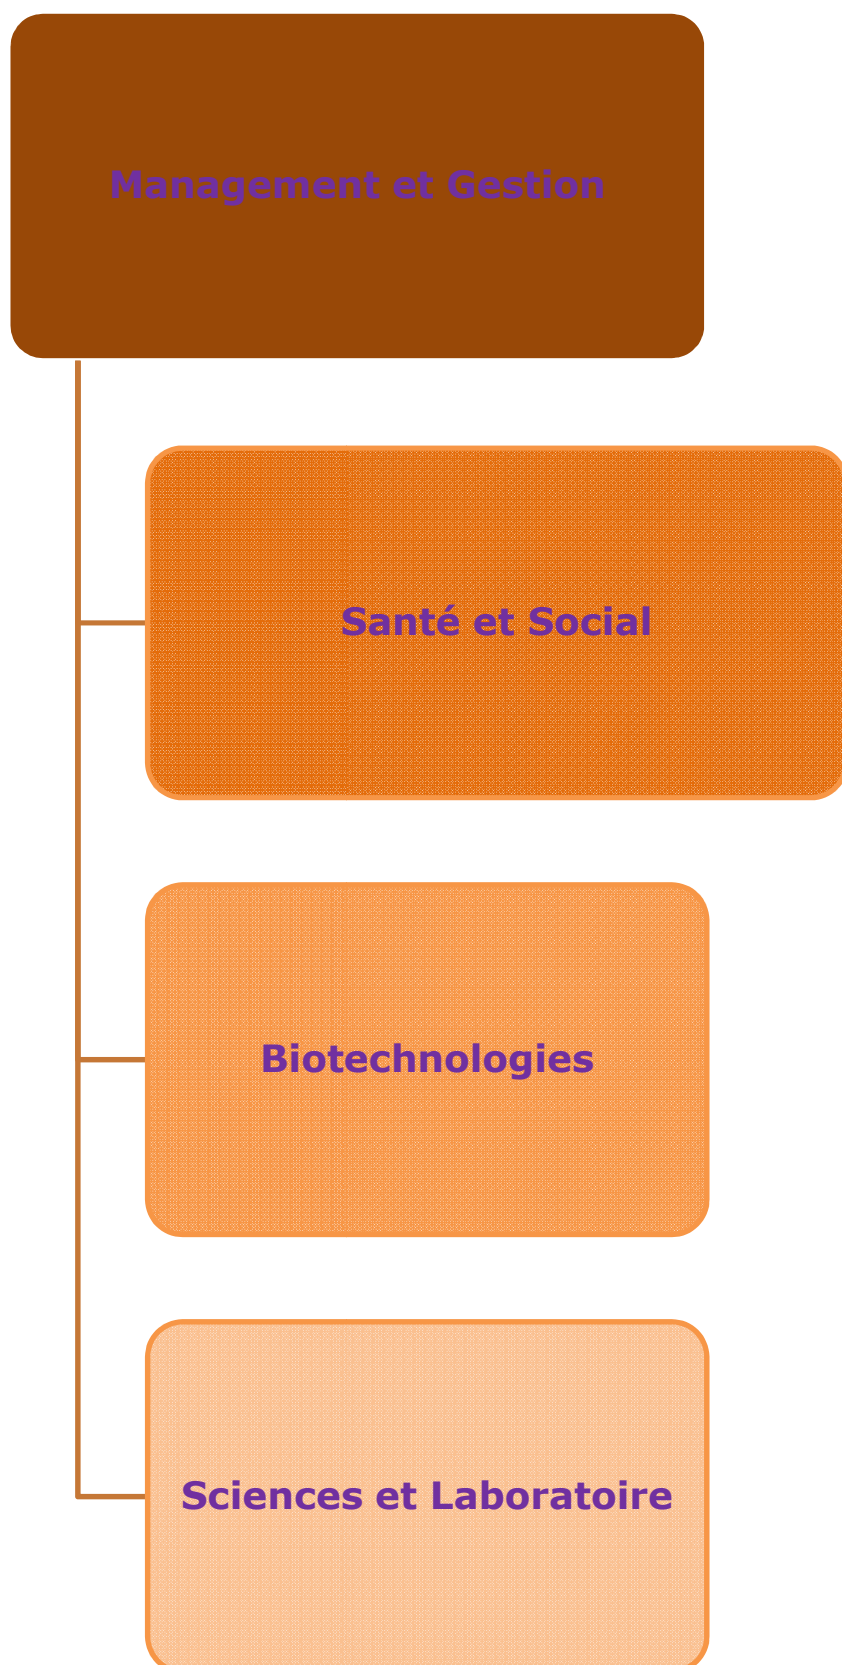 Management et Gestion
Santé et Social
Biotechnologies
Sciences et Laboratoire